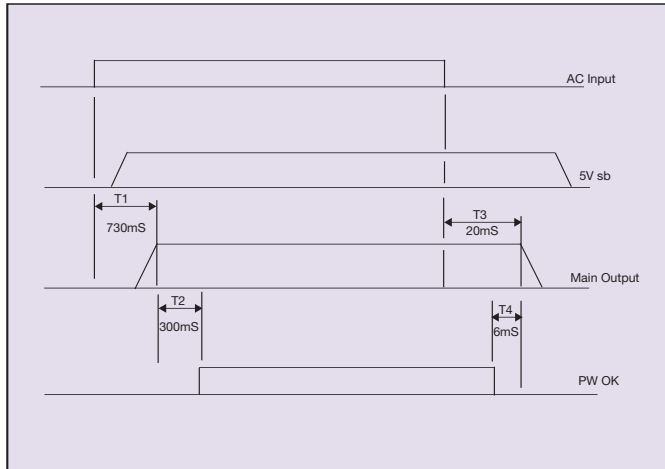 AC Input
5V sb
T1
730mS
T3
20mS
Main Output
T2
300mS
T4
6mS
PW OK